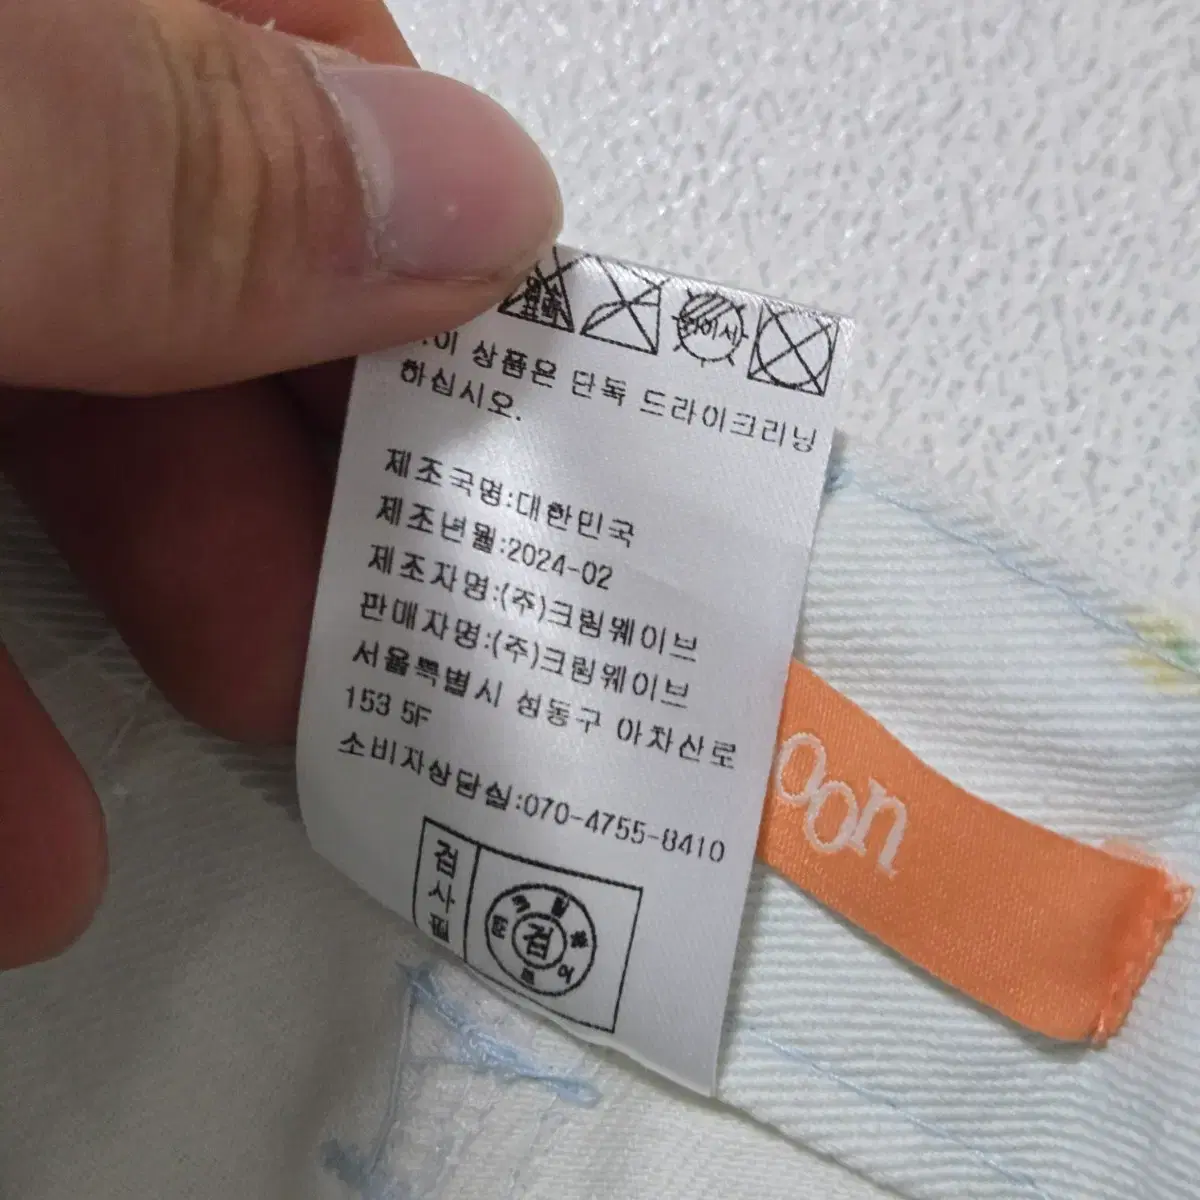 드라이
이 상품은 단독 드라이크리닝
하십시오.
제조국명:대한민국
제조년월:2024-02
제조자명:(주)크림웨이브
판매자명:(주)크림웨이브
서울특별시 성동구 아차산로
153 5F
소비자상담실:070-4755-8410
검사필
검
oon